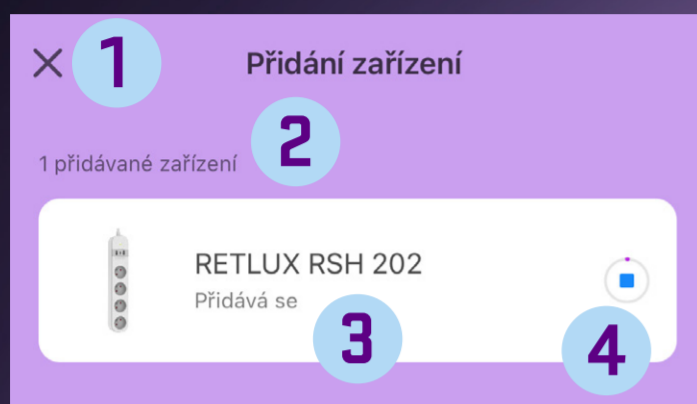 1
Přidání zařízení
2
1 přidávané zařízení
RETLUX RSH 202
Přidává se
3
4